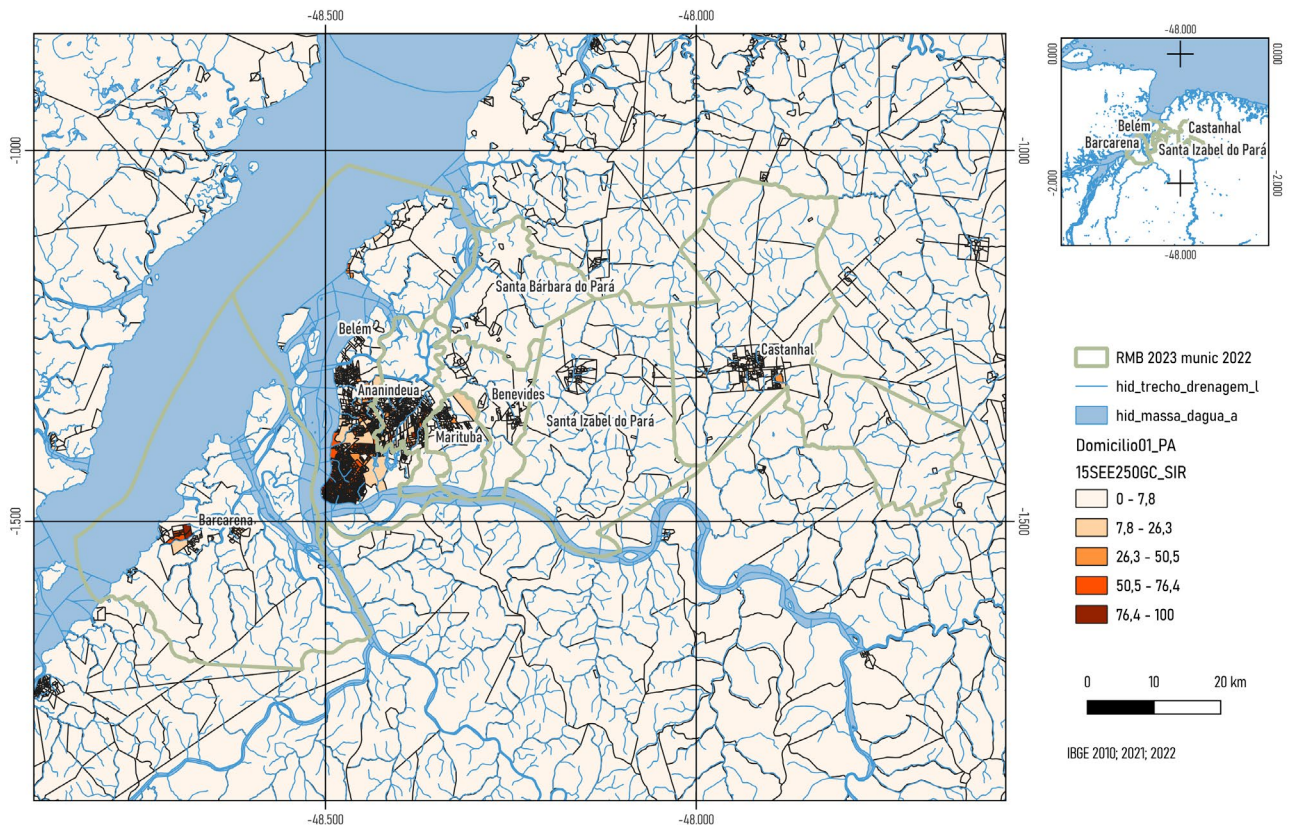 -48.500
-48.000
-1.000
-1.000
-1.500
-1.500
-48.500
-48.000
Santa Bárbara do Pará
Belém
Castanhal
Ananindeua
Benevides
Santa Izabel do Pará
Marituba
Barcarena
-48.000
0.000
0.000
Belém
Castanhal
Barcarena
Santa Izabel do Pará
-2.000
-2.000
-48.000
RMB 2023 munic 2022
hid_trecho_drenagem_l
hid_massa_dagua_a
Domicilio01_PA
15SEE250GC_SIR
0 - 7,8
7,8 - 26,3
26,3 - 50,5
50,5 - 76,4
76,4 - 100
0 10 20 km
IBGE 2010; 2021; 2022